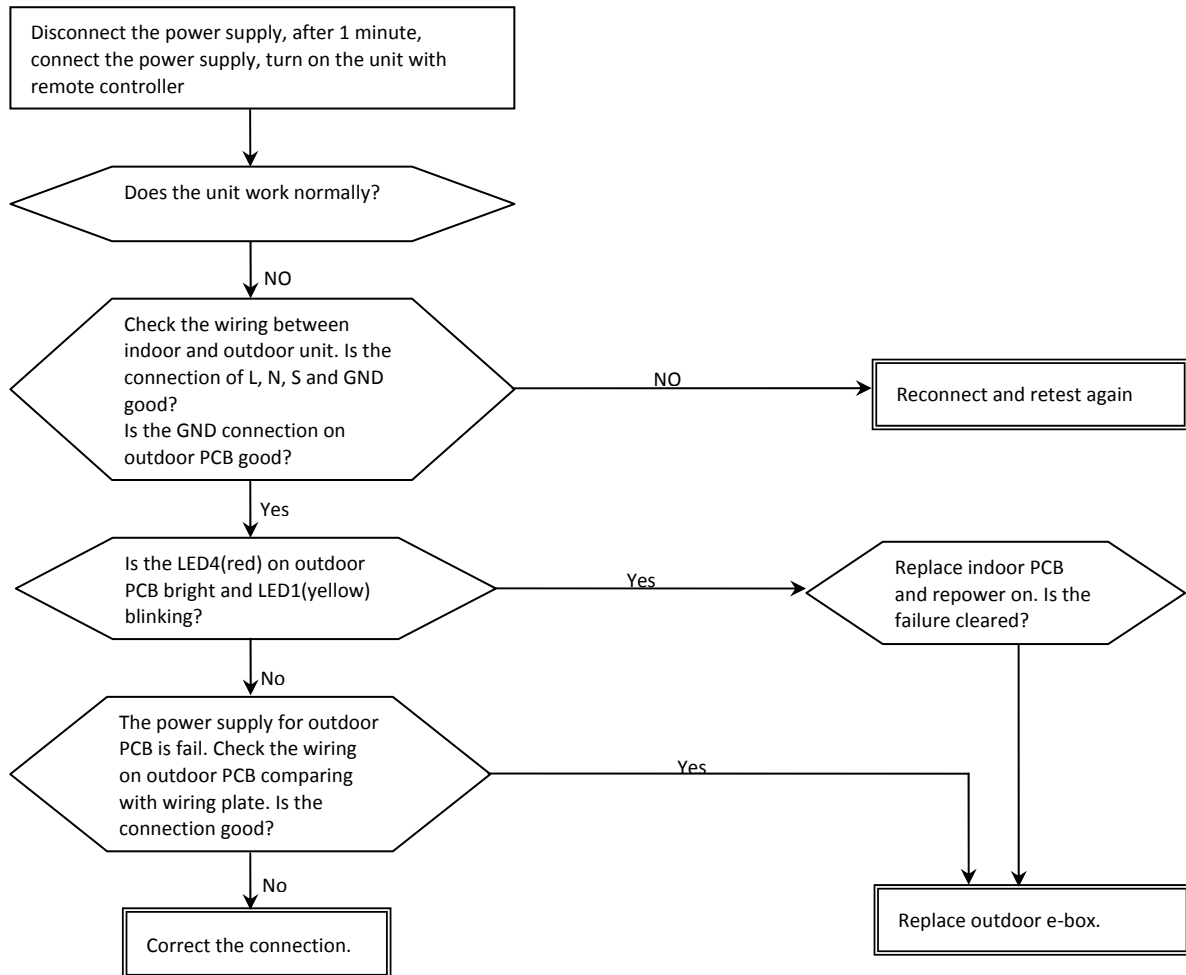 Disconnect the power supply, after 1 minute,
connect the power supply, turn on the unit with
remote controller
Does the unit work normally?
NO
Check the wiring between
indoor and outdoor unit. Is the
connection of L, N, S and GND
good?
Is the GND connection on
outdoor PCB good?
NO
Reconnect and retest again
Yes
Is the LED4(red) on outdoor
PCB bright and LED1(yellow)
blinking?
Yes
Replace indoor PCB
and repower on. Is the
failure cleared?
No
The power supply for outdoor
PCB is fail. Check the wiring
on outdoor PCB comparing
with wiring plate. Is the
connection good?
Yes
No
Correct the connection.
Replace outdoor e-box.